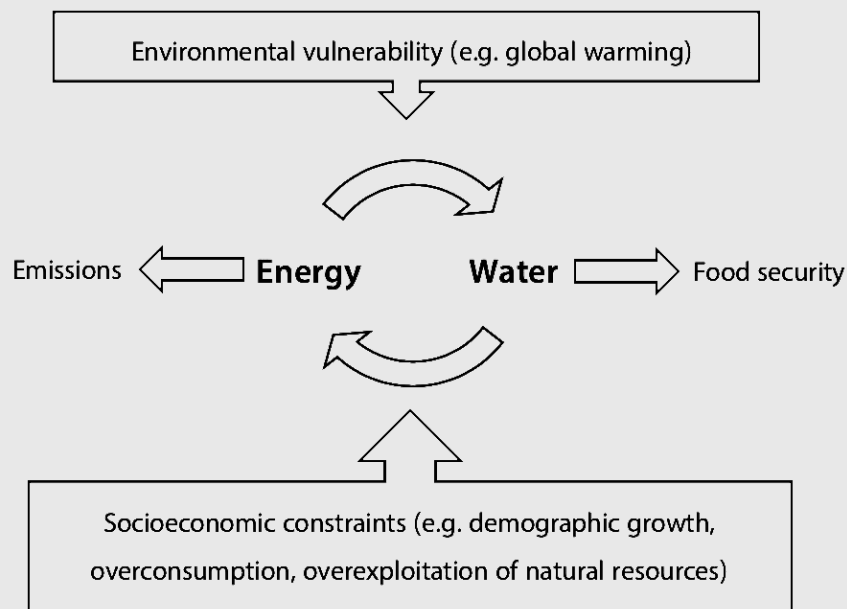 Environmental vulnerability (e.g. global warming)
Emissions
Energy
Water
Food security
Socioeconomic constraints (e.g. demographic growth,
overconsumption, overexploitation of natural resources)